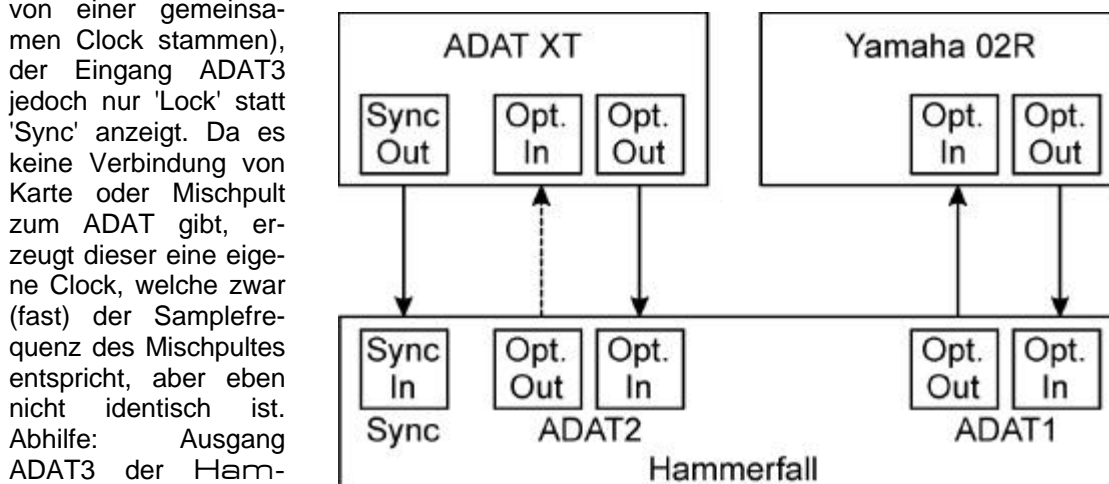 von einer gemeinsa-
men Clock stammen),
der Eingang ADAT3
jedoch nur 'Lock' statt
'Sync' anzeigt. Da es
keine Verbindung von
Karte oder Mischpult
zum ADAT gibt, er-
zeugt dieser eine eige-
ne Clock, welche zwar
(fast) der Samplefre-
quenz des Mischpultes
entspricht, aber eben
nicht identisch ist.
Abhilfe: Ausgang
ADAT3 der Ham-
ADAT XT
Sync Out
Opt. In
Opt. Out
Yamaha 02R
Opt. In
Opt. Out
Sync In
Opt. Out
Opt. In
Opt. Out
Opt. In
Sync
ADAT2
ADAT1
Hammerfall